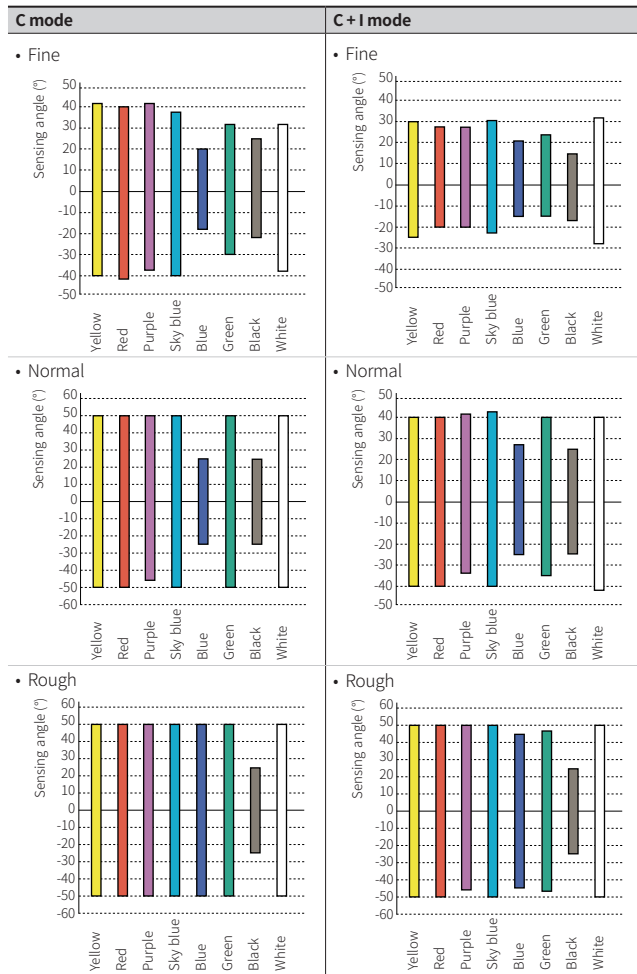 C mode
C + I mode
• Fine
Sensing angle (°)
50
40
30
20
10
0
-10
-20
-30
-40
-50
Yellow
Red
Purple
Sky blue
Blue
Green
Black
White
• Fine
Sensing angle (°)
50
40
30
20
10
0
-10
-20
-30
-40
-50
Yellow
Red
Purple
Sky blue
Blue
Green
Black
White
• Normal
Sensing angle (°)
60
50
40
30
20
10
0
-10
-20
-30
-40
-50
-60
Yellow
Red
Purple
Sky blue
Blue
Green
Black
White
• Normal
Sensing angle (°)
50
40
30
20
10
0
-10
-20
-30
-40
-50
Yellow
Red
Purple
Sky blue
Blue
Green
Black
White
• Rough
Sensing angle (°)
60
50
40
30
20
10
0
-10
-20
-30
-40
-50
-60
Yellow
Red
Purple
Sky blue
Blue
Green
Black
White
• Rough
Sensing angle (°)
60
50
40
30
20
10
0
-10
-20
-30
-40
-50
-60
Yellow
Red
Purple
Sky blue
Blue
Green
Black
White